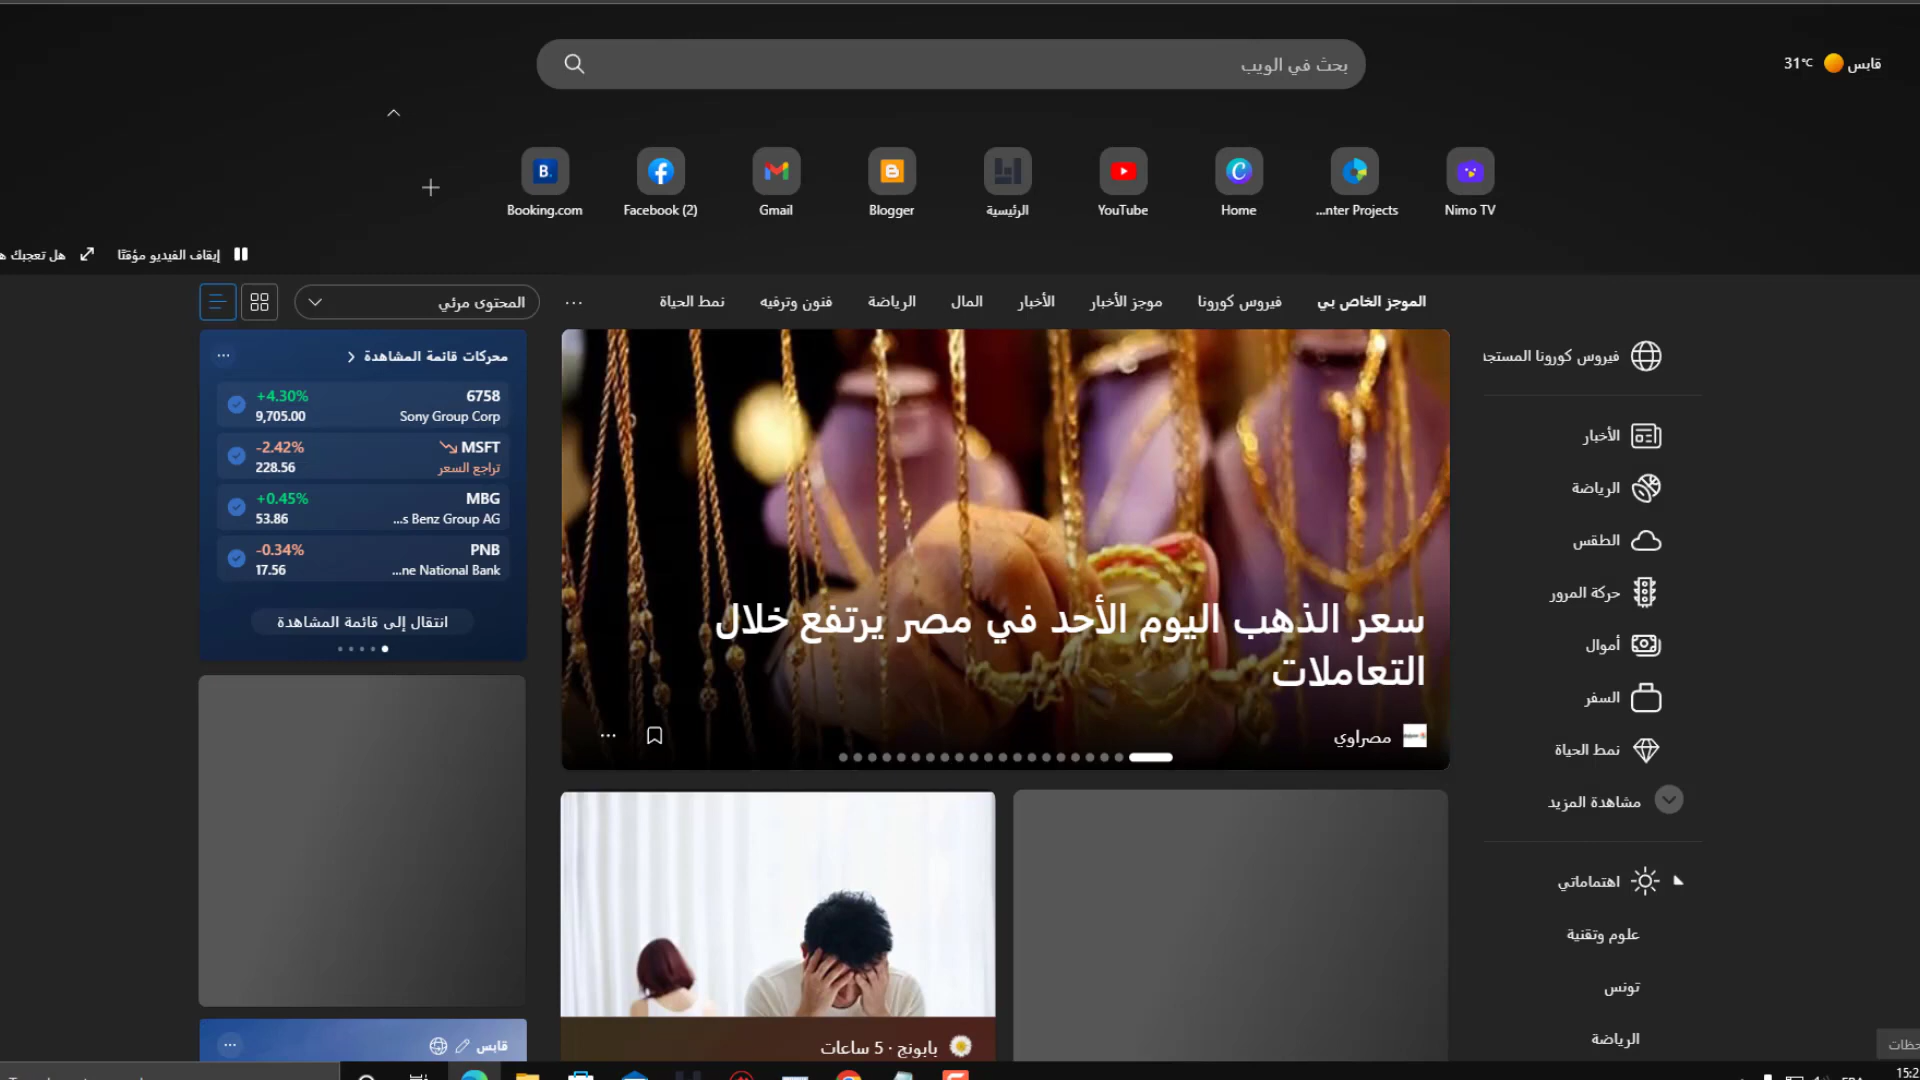 بحث في الويب
قابس 31°C
Booking.com
Facebook (2)
Gmail
Blogger
الرئيسية
YouTube
Home
...nter Projects
Nimo TV
إيقاف الفيديو مؤقتًا
هل تعجبك
الموجز الخاص بي
فيروس كورونا
موجز الأخبار
الأخبار
المال
الرياضة
فنون وترفيه
نمط الحياة
المحتوى مرئي
محركات قائمة المشاهدة
6758 +4.30%
Sony Group Corp 9,705.00
MSFT -2.42%
تراجع السعر 228.56
MBG +0.45%
...s Benz Group AG 53.86
PNB -0.34%
...ne National Bank 17.56
انتقال إلى قائمة المشاهدة
سعر الذهب اليوم الأحد في مصر يرتفع خلال
التعاملات
مصراوي
فيروس كورونا المستجد
الأخبار
الرياضة
الطقس
حركة المرور
أموال
السفر
نمط الحياة
مشاهدة المزيد
اهتماماتي
علوم وتقنية
تونس
الرياضة
بابونج · 5 ساعات
قابس
15:2